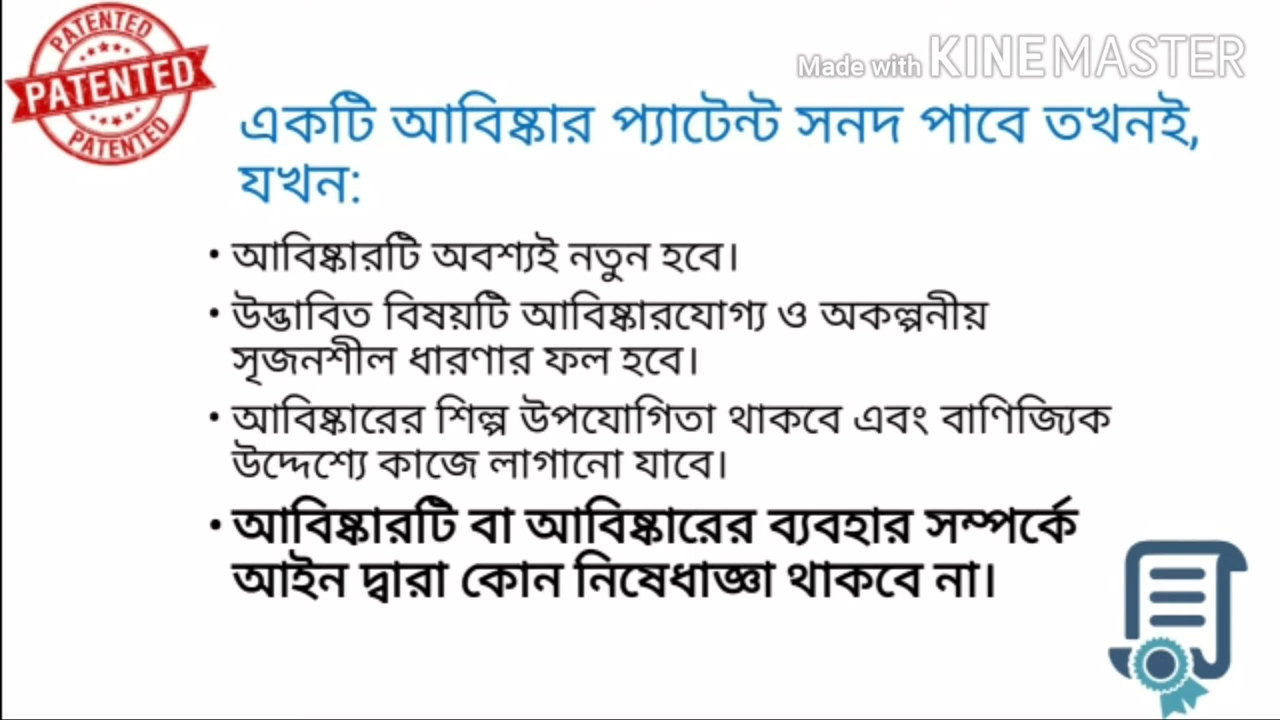 PATENTED
PATENTED
PATENTED
Made with KINEMASTER
একটি আবিষ্কার প্যাটেন্ট সনদ পাবে তখনই,
যখন:
• আবিষ্কারটি অবশ্যই নতুন হবে।
• উদ্ভাবিত বিষয়টি আবিষ্কারযোগ্য ও অকল্পনীয়
সৃজনশীল ধারণার ফল হবে।
• আবিষ্কারের শিল্প উপযোগিতা থাকবে এবং বাণিজ্যিক
উদ্দেশ্যে কাজে লাগানো যাবে।
• আবিষ্কারটি বা আবিষ্কারের ব্যবহার সম্পর্কে
আইন দ্বারা কোন নিষেধাজ্ঞা থাকবে না।